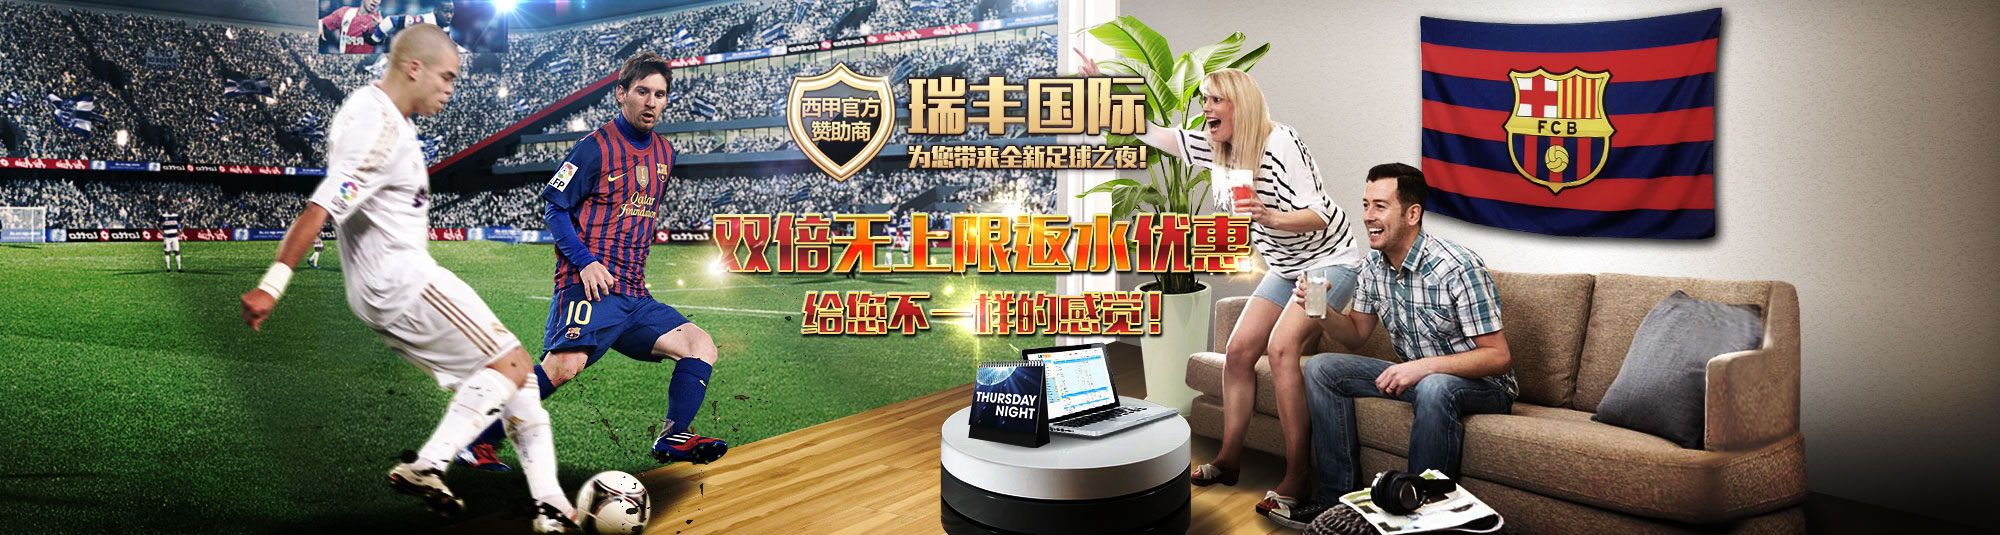 西甲官方
赞助商
瑞丰国际
为您带来全新足球之夜!
双倍无上限返水优惠
给您不一样的感觉!
THURSDAY
NIGHT
FCB
LFP
Qatar
Foundation
10
lotto